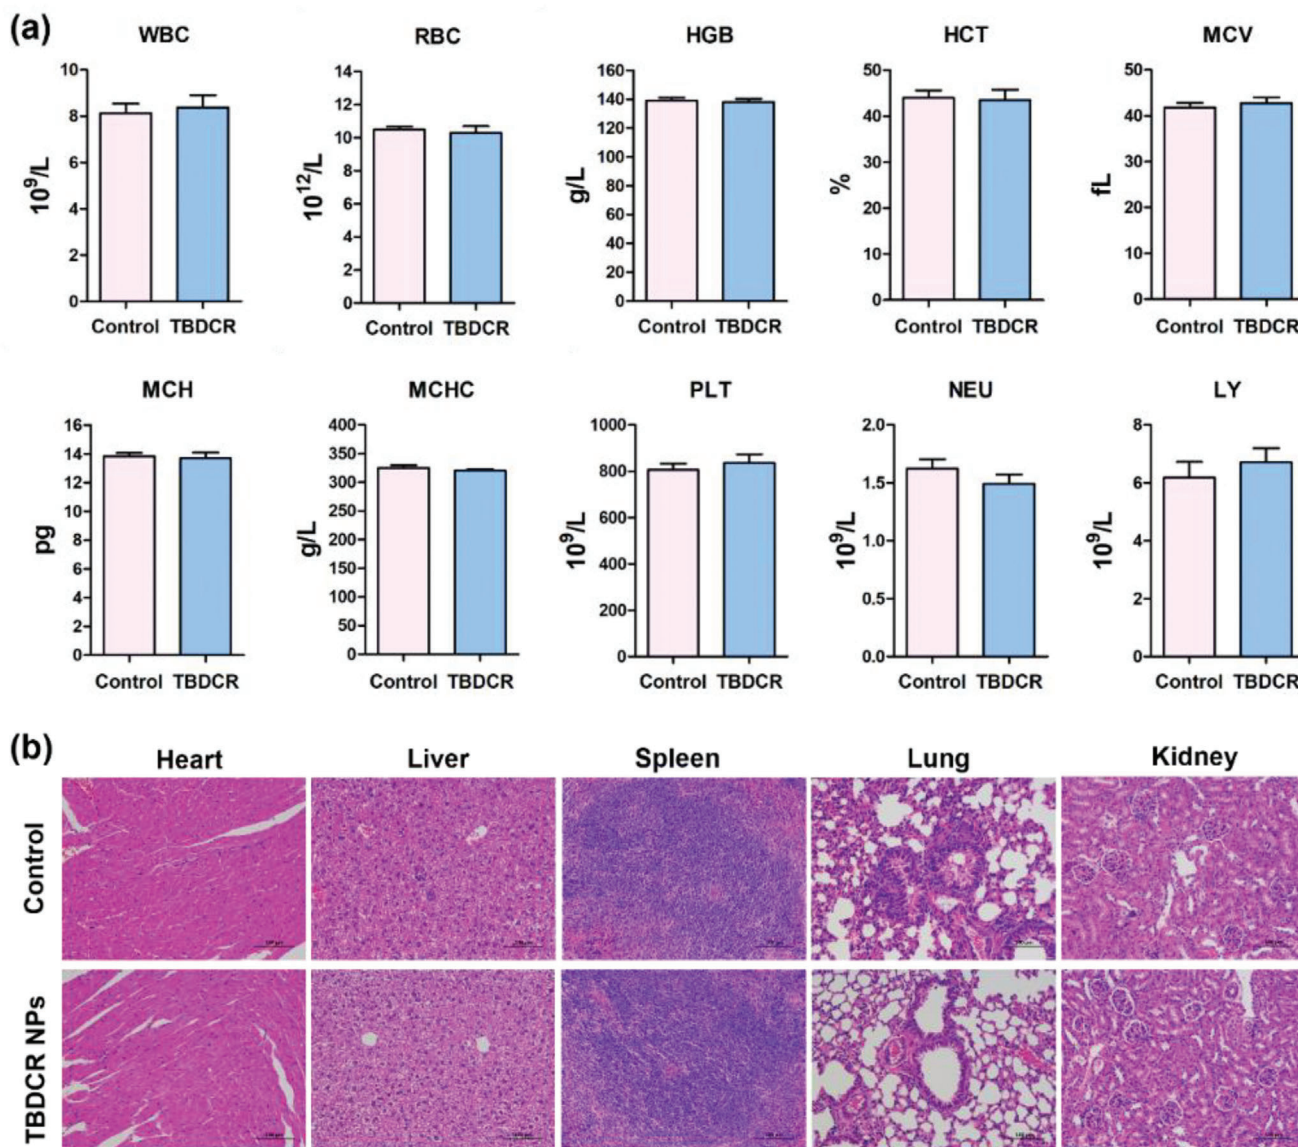 (a)
WBC RBC HGB HCT MCV
10 14 160 50 50
8 12 140 40 40
6 10 120 30 30
4 8 100 20 20
2 6 80 10 10
0 4 60 0 0
2 40
0 20
0
10⁹/L 10¹²/L g/L % fL
Control TBDCR Control TBDCR Control TBDCR Control TBDCR Control TBDCR
MCH MCHC PLT NEU LY
16 400 1000 2.0 8
14 350 800 1.5 6
12 300 600 1.0 4
10 250 400 0.5 2
8 200 200 0.0 0
6 150 0
4 100
2 50
0 0
pg g/L 10⁹/L 10⁹/L 10⁹/L
Control TBDCR Control TBDCR Control TBDCR Control TBDCR Control TBDCR
(b)
Heart Liver Spleen Lung Kidney
Control
TBDCR NPs